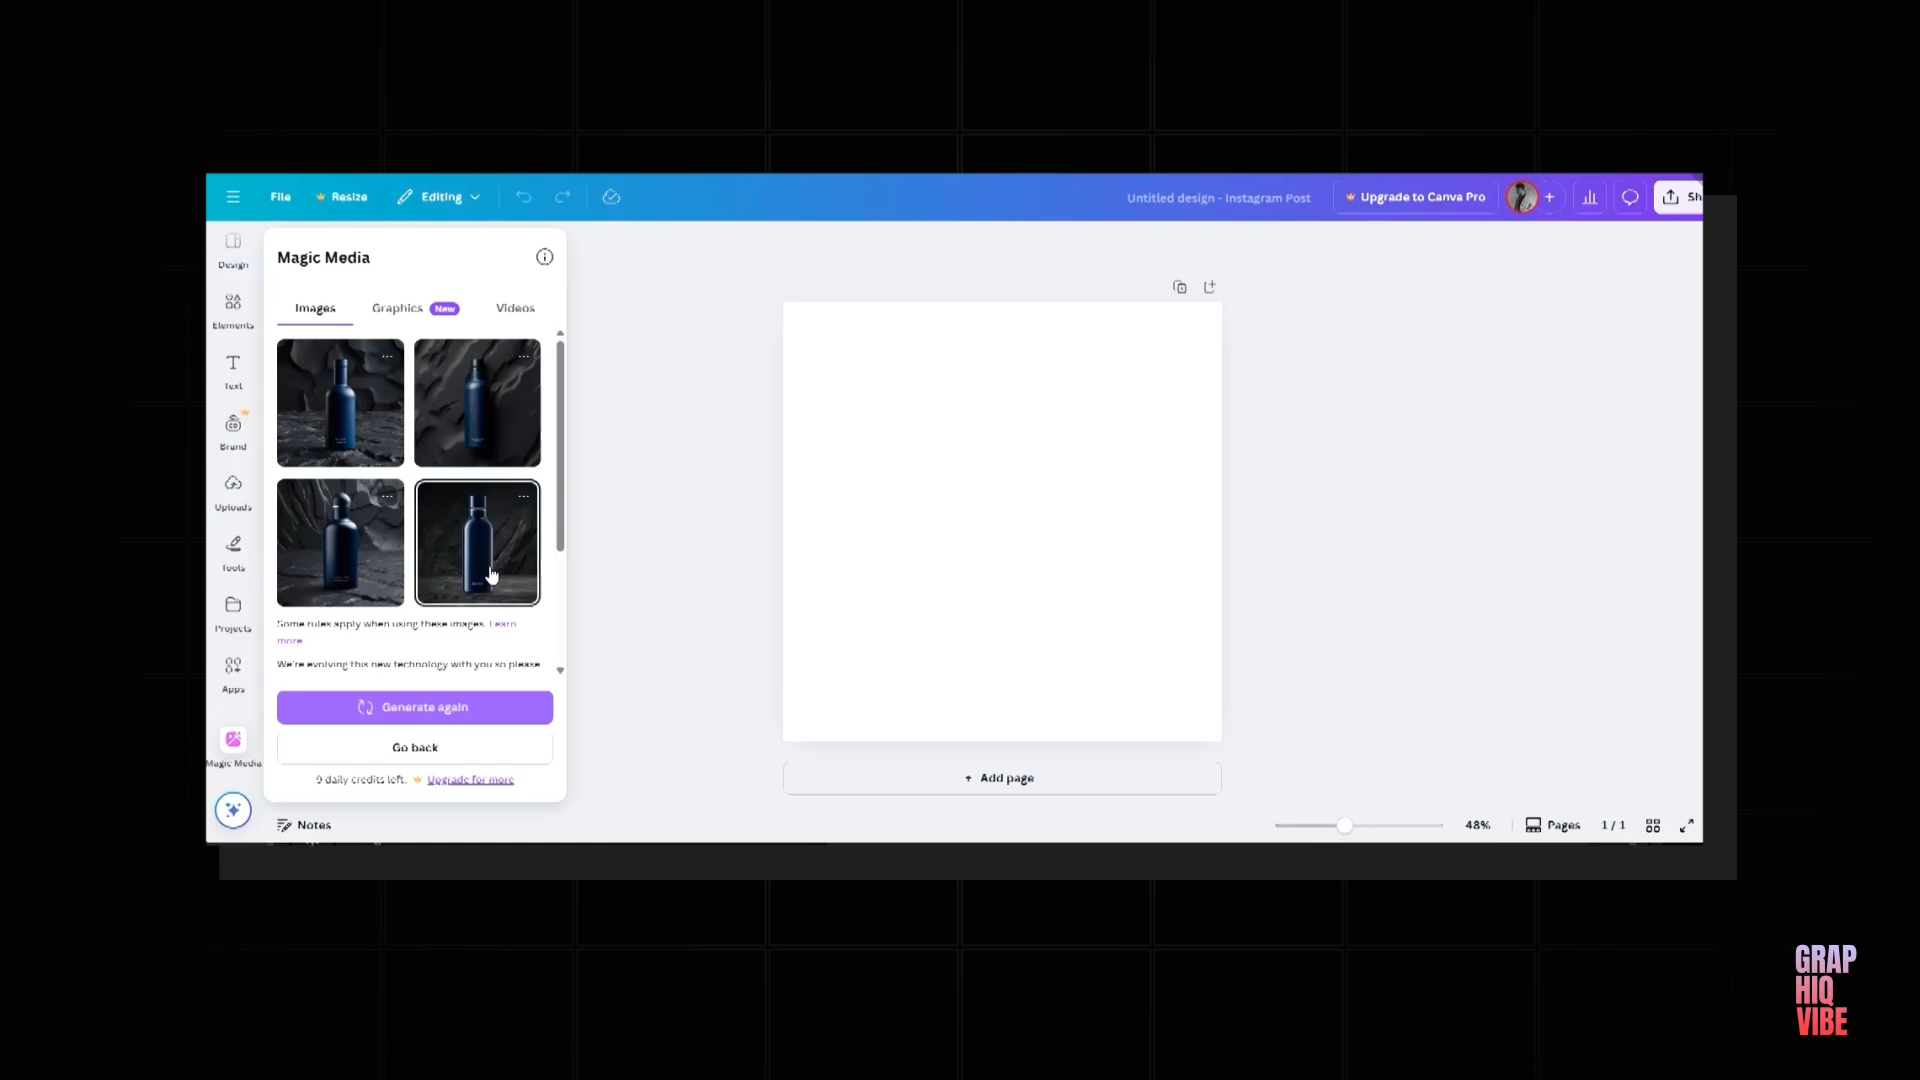 File
Resize
Editing
Untitled design - Instagram Post
Upgrade to Canva Pro
Sh
Design
Elements
Text
Brand
Uploads
Tools
Projects
Apps
Magic Media
Magic Media
Images
Graphics
New
Videos
Some rules apply when using these images. Learn
more
We're evolving this new technology with you so please
Generate again
Go back
9 daily credits left.
Upgrade for more
+ Add page
Notes
48%
Pages
1 / 1
GRAP
HIQ
VIBE